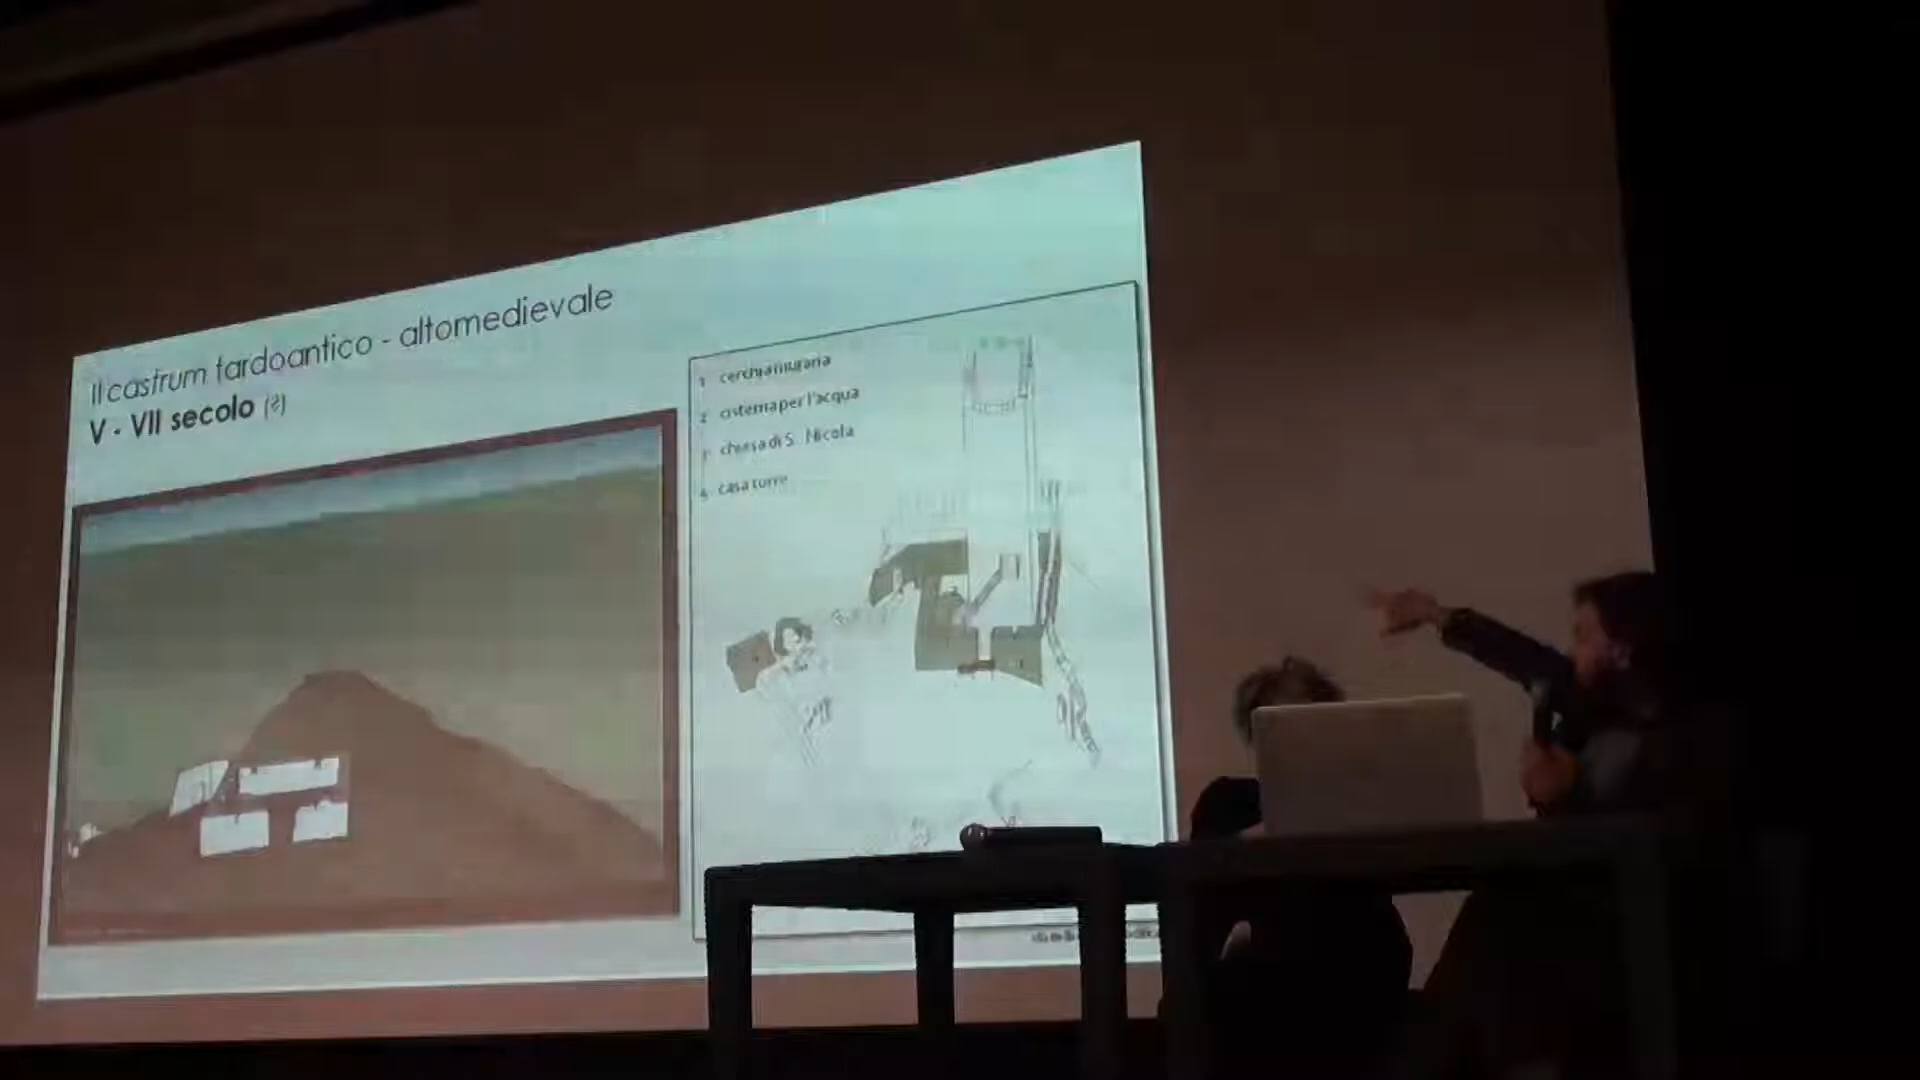 Il castrum tardoantico - altomedievale
V - VII secolo (?)
1 cerchia muraria
2 cisterna per l'acqua
3 chiesa di S. Nicola
4 casa torre